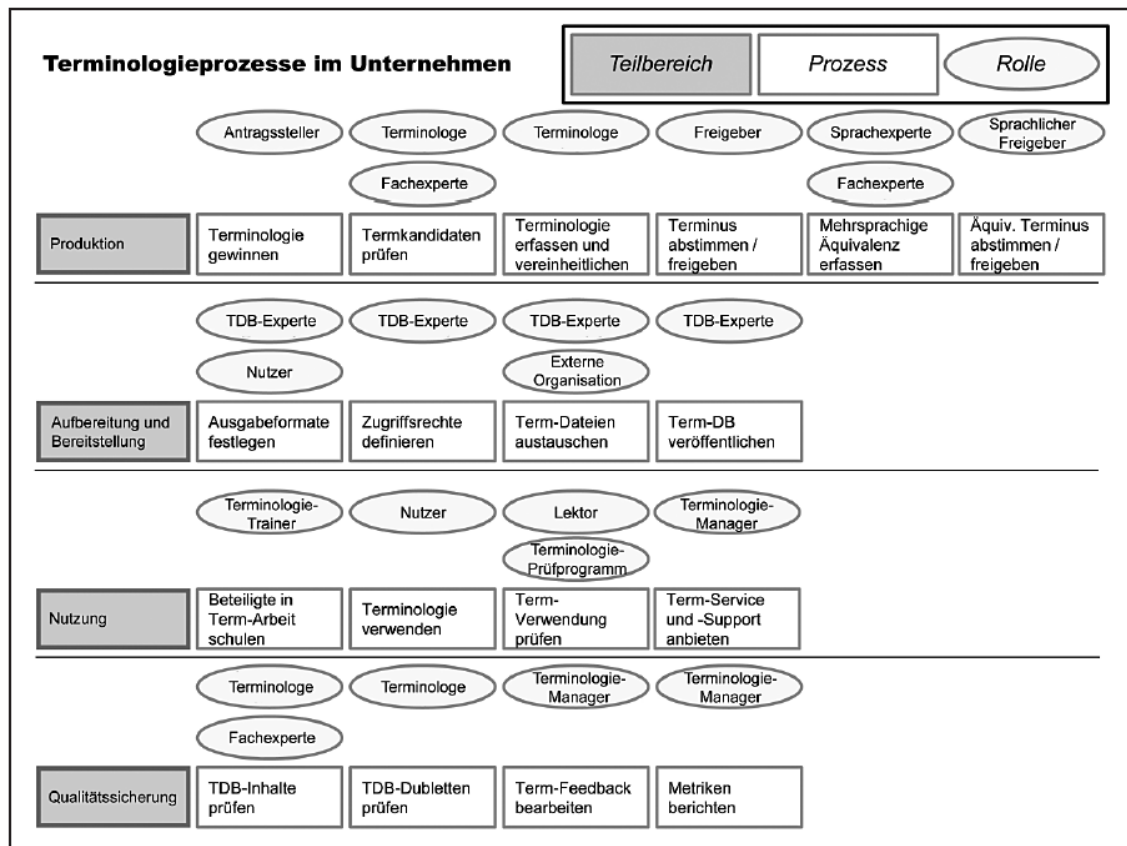 Terminologieprozesse im Unternehmen
Teilbereich
Prozess
Rolle
Antragssteller
Terminologe
Terminologe
Freigeber
Sprachexperte
Sprachlicher
Freigeber
Fachexperte
Fachexperte
Produktion
Terminologie
gewinnen
Termkandidaten
prüfen
Terminologie
erfassen und
vereinheitlichen
Terminus
abstimmen /
freigeben
Mehrsprachige
Äquivalenz
erfassen
Äquiv. Terminus
abstimmen /
freigeben
TDB-Experte
TDB-Experte
TDB-Experte
TDB-Experte
Nutzer
Externe
Organisation
Aufbereitung und
Bereitstellung
Ausgabeformate
festlegen
Zugriffsrechte
definieren
Term-Dateien
austauschen
Term-DB
veröffentlichen
Terminologie-
Trainer
Nutzer
Lektor
Terminologie-
Manager
Terminologie-
Prüfprogramm
Nutzung
Beteiligte in
Term-Arbeit
schulen
Terminologie
verwenden
Term-
Verwendung
prüfen
Term-Service
und -Support
anbieten
Terminologe
Terminologe
Terminologie-
Manager
Terminologie-
Manager
Fachexperte
Qualitätssicherung
TDB-Inhalte
prüfen
TDB-Dubletten
prüfen
Term-Feedback
bearbeiten
Metriken
berichten